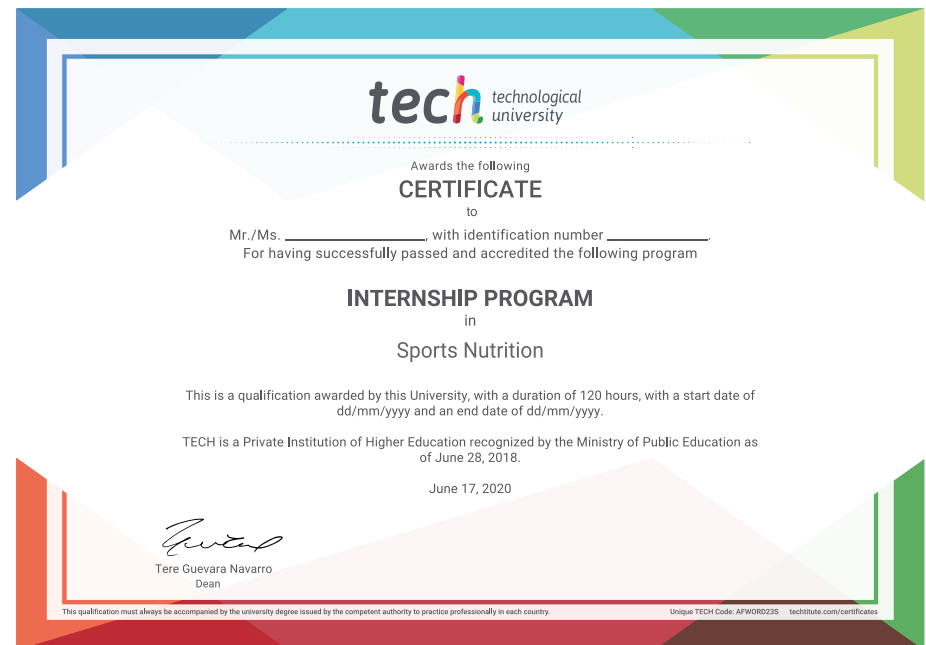 tech technological
university
Awards the following
CERTIFICATE
to
Mr./Ms. ____________________, with identification number ______________.
For having successfully passed and accredited the following program
INTERNSHIP PROGRAM
in
Sports Nutrition
This is a qualification awarded by this University, with a duration of 120 hours, with a start date of
dd/mm/yyyy and an end date of dd/mm/yyyy.
TECH is a Private Institution of Higher Education recognized by the Ministry of Public Education as
of June 28, 2018.
June 17, 2020
Tere Guevara Navarro
Dean
This qualification must always be accompanied by the university degree issued by the competent authority to practice professionally in each country.
Unique TECH Code: AFWORD23S techtitute.com/certificates